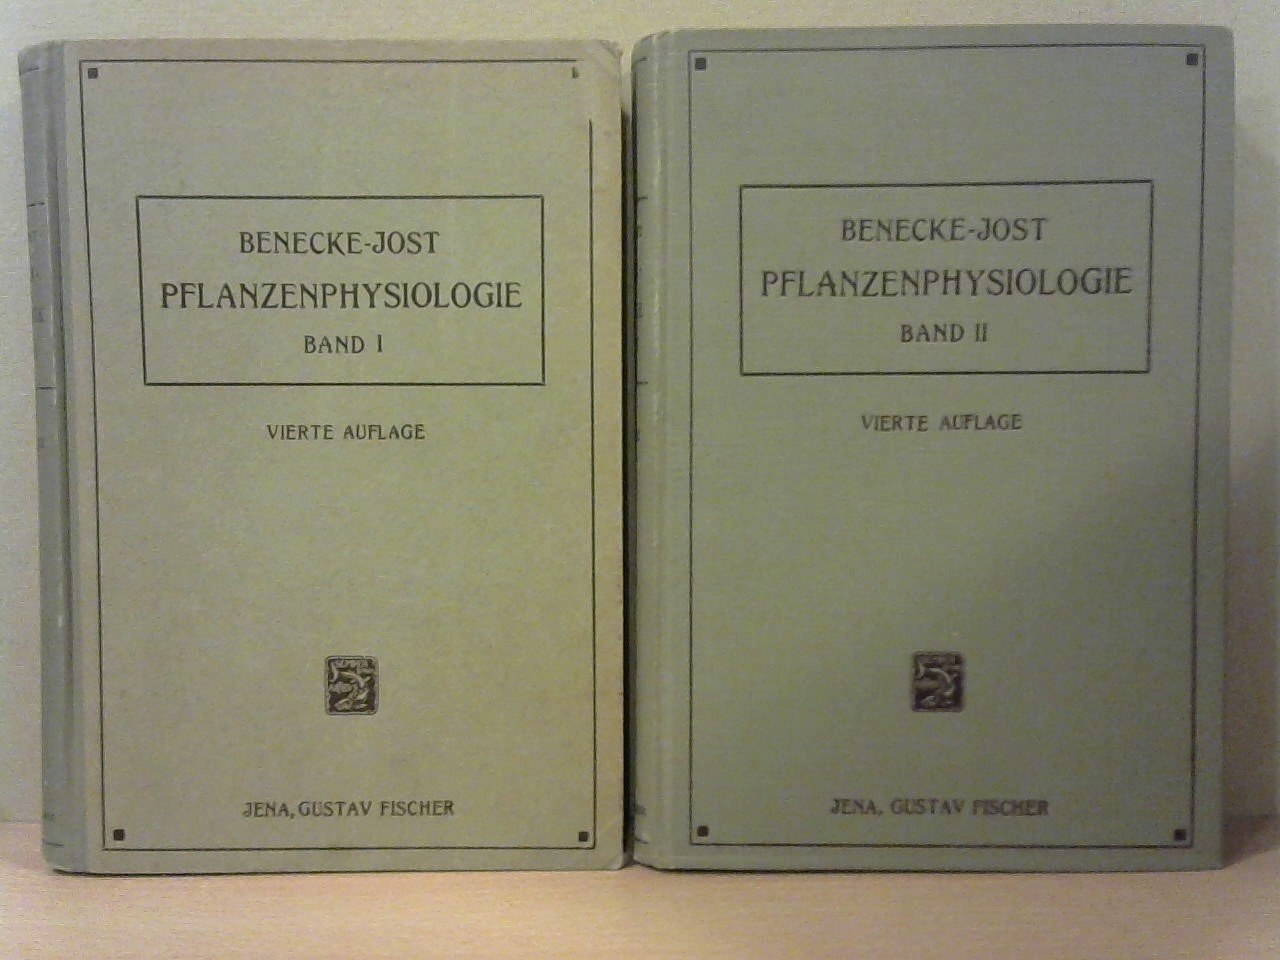 BENECKE-JOST
PFLANZENPHYSIOLOGIE
BAND I
VIERTE AUFLAGE
JENA, GUSTAV FISCHER
BENECKE-JOST
PFLANZENPHYSIOLOGIE
BAND II
VIERTE AUFLAGE
JENA, GUSTAV FISCHER